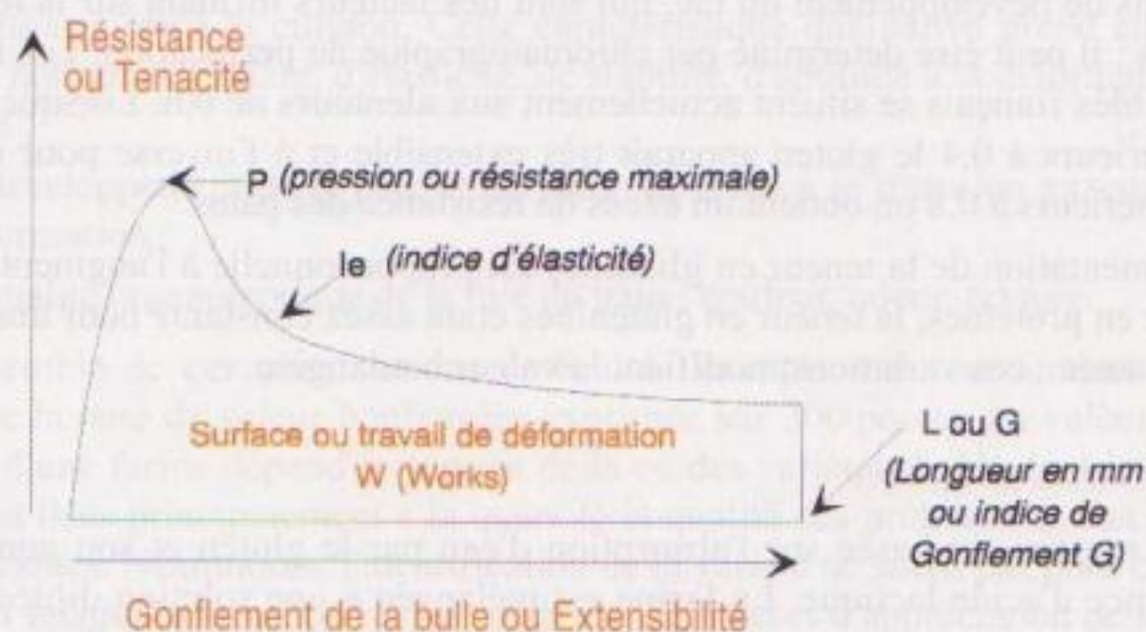 Résistance
ou Tenacité
P (pression ou résistance maximale)
Ie (indice d'élasticité)
Surface ou travail de déformation
W (Works)
L ou G
(Longueur en mm
ou indice de
Gonflement G)
Gonflement de la bulle ou Extensibilité